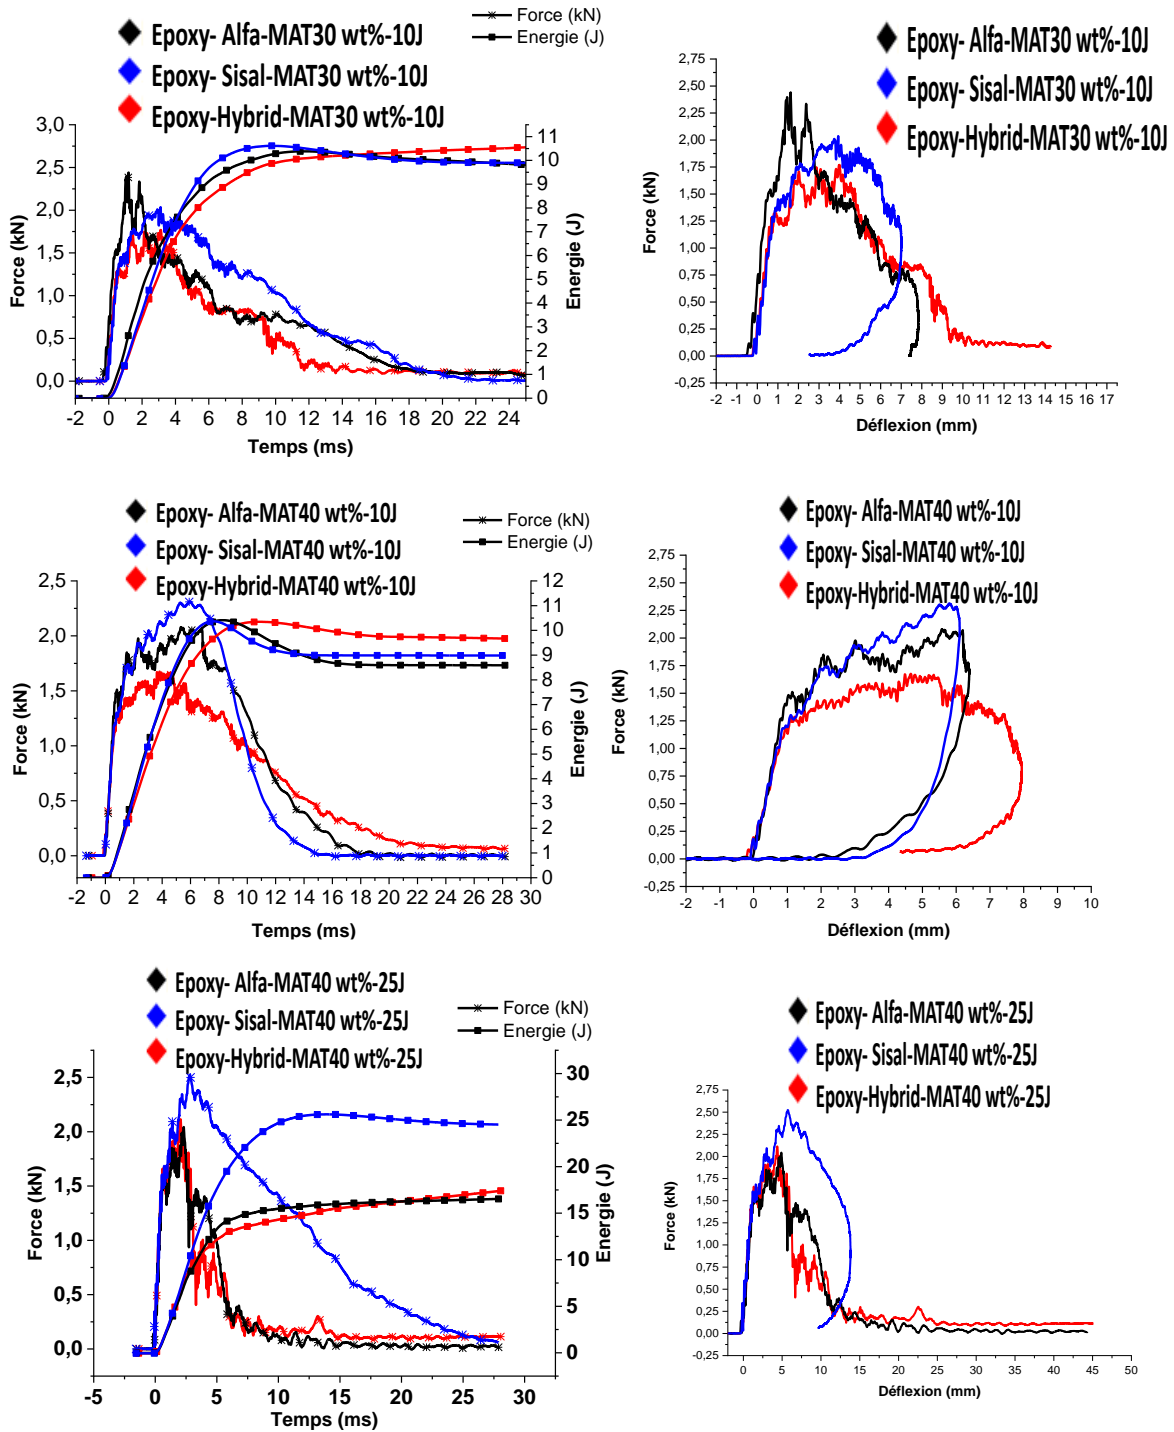 Force (kN)
Energie (J)
Epoxy- Alfa-MAT30 wt%-10J
Epoxy- Sisal-MAT30 wt%-10J
Epoxy-Hybrid-MAT30 wt%-10J
3,0
2,5
2,0
1,5
1,0
0,5
0,0
Force (kN)
11
10
9
8
7
6
5
4
3
2
1
0
Energie (J)
-2 0 2 4 6 8 10 12 14 16 18 20 22 24
Temps (ms)
Epoxy- Alfa-MAT30 wt%-10J
Epoxy- Sisal-MAT30 wt%-10J
Epoxy-Hybrid-MAT30 wt%-10J
2,75
2,50
2,25
2,00
1,75
1,50
1,25
1,00
0,75
0,50
0,25
0,00
-0,25
Force (kN)
-2 -1 0 1 2 3 4 5 6 7 8 9 10 11 12 13 14 15 16 17
Déflexion (mm)
Epoxy- Alfa-MAT40 wt%-10J
Epoxy- Sisal-MAT40 wt%-10J
Epoxy-Hybrid-MAT40 wt%-10J
Force (kN)
Energie (J)
2,5
2,0
1,5
1,0
0,5
0,0
Force (kN)
12
11
10
9
8
7
6
5
4
3
2
1
0
Energie (J)
-2 0 2 4 6 8 10 12 14 16 18 20 22 24 26 28 30
Temps (ms)
Epoxy- Alfa-MAT40 wt%-10J
Epoxy- Sisal-MAT40 wt%-10J
Epoxy-Hybrid-MAT40 wt%-10J
2,75
2,50
2,25
2,00
1,75
1,50
1,25
1,00
0,75
0,50
0,25
0,00
-0,25
Force (kN)
-2 -1 0 1 2 3 4 5 6 7 8 9 10
Déflexion (mm)
Epoxy- Alfa-MAT40 wt%-25J
Epoxy- Sisal-MAT40 wt%-25J
Epoxy-Hybrid-MAT40 wt%-25J
Force (kN)
Energie (J)
2,5
2,0
1,5
1,0
0,5
0,0
Force (kN)
30
25
20
15
10
5
0
Energie (J)
-5 0 5 10 15 20 25 30
Temps (ms)
Epoxy- Alfa-MAT40 wt%-25J
Epoxy- Sisal-MAT40 wt%-25J
Epoxy-Hybrid-MAT40 wt%-25J
2,75
2,50
2,25
2,00
1,75
1,50
1,25
1,00
0,75
0,50
0,25
0,00
-0,25
Force (kN)
0 5 10 15 20 25 30 35 40 45 50
Déflexion (mm)